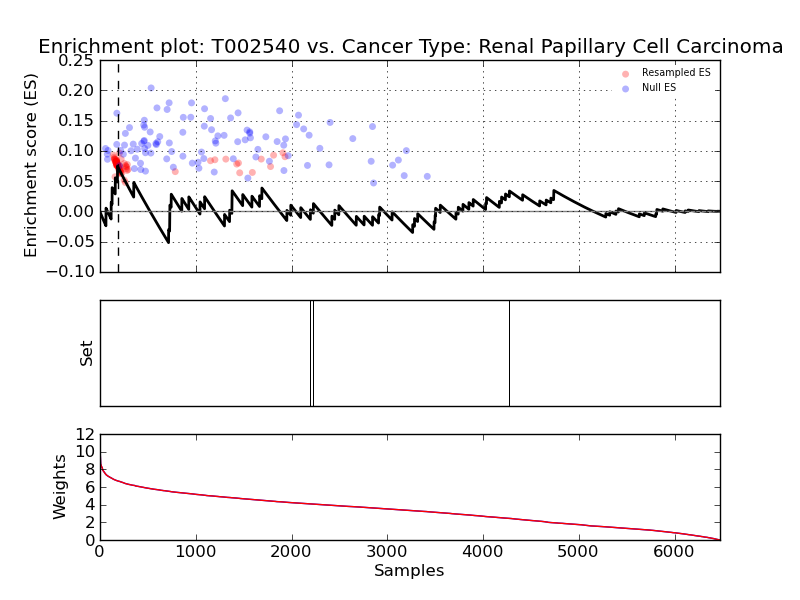 Enrichment plot: T002540 vs. Cancer Type: Renal Papillary Cell Carcinoma
Enrichment score (ES)
0.25
0.20
0.15
0.10
0.05
0.00
−0.05
−0.10
Resampled ES
Null ES
Set
Weights
12
10
8
6
4
2
0
0 1000 2000 3000 4000 5000 6000
Samples